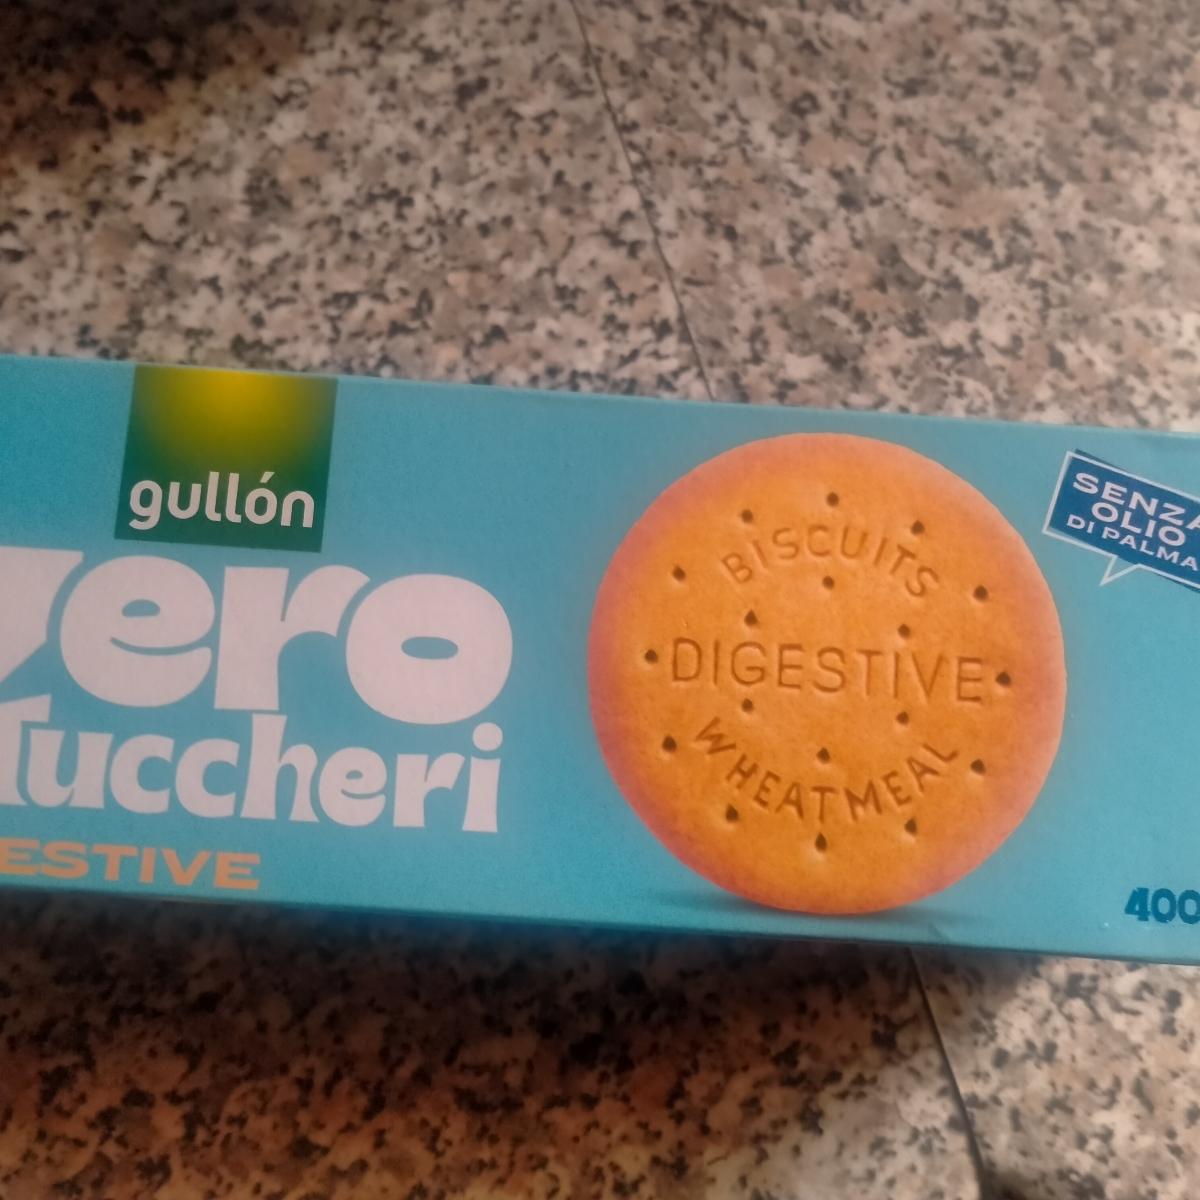 gullón
zero
zuccheri
ESTIVE
BISCUITS
DIGESTIVE
WHEATMEAL
SENZA
OLIO
DI PALMA
400